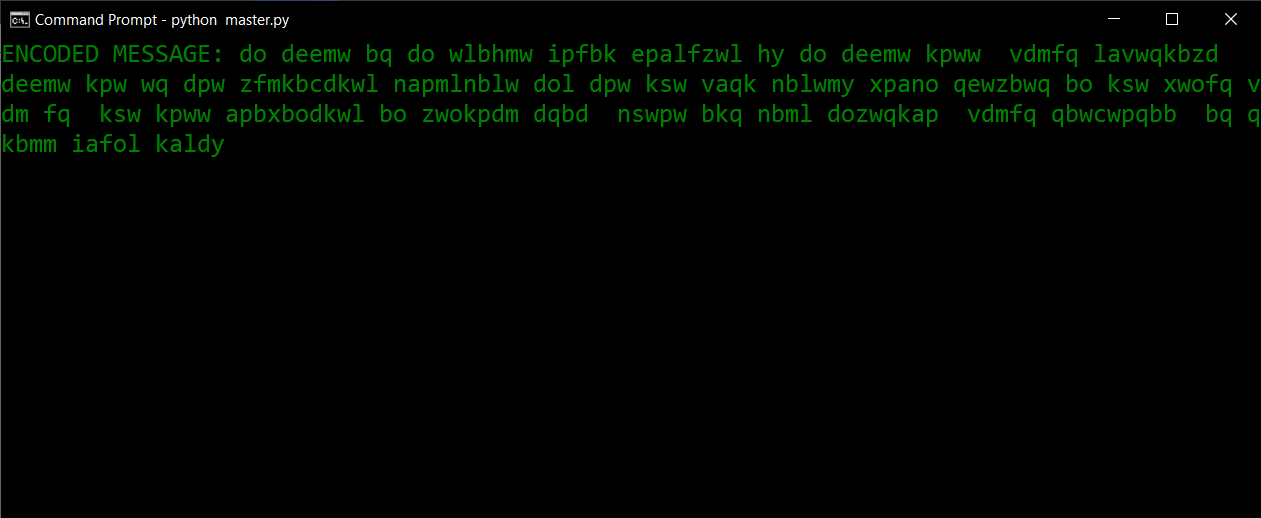 Command Prompt - python  master.py
ENCODED MESSAGE: do deemw bq do wlbhmw ipfbk epalfzwl hy do deemw kpww  vdmfq lavwqkbzd
deemw kpw wq dpw zfmkbcdkwl napmlnblw dol dpw ksw vaqk nblwmy xpano qewzbwq bo ksw xwofq v
dm fq  ksw kpww apbxbodkwl bo zwokpdm dqbd  nswpw bkq nbml dozwqkap  vdmfq qbwcwpqbb  bq q
kbmm iafol kaldy